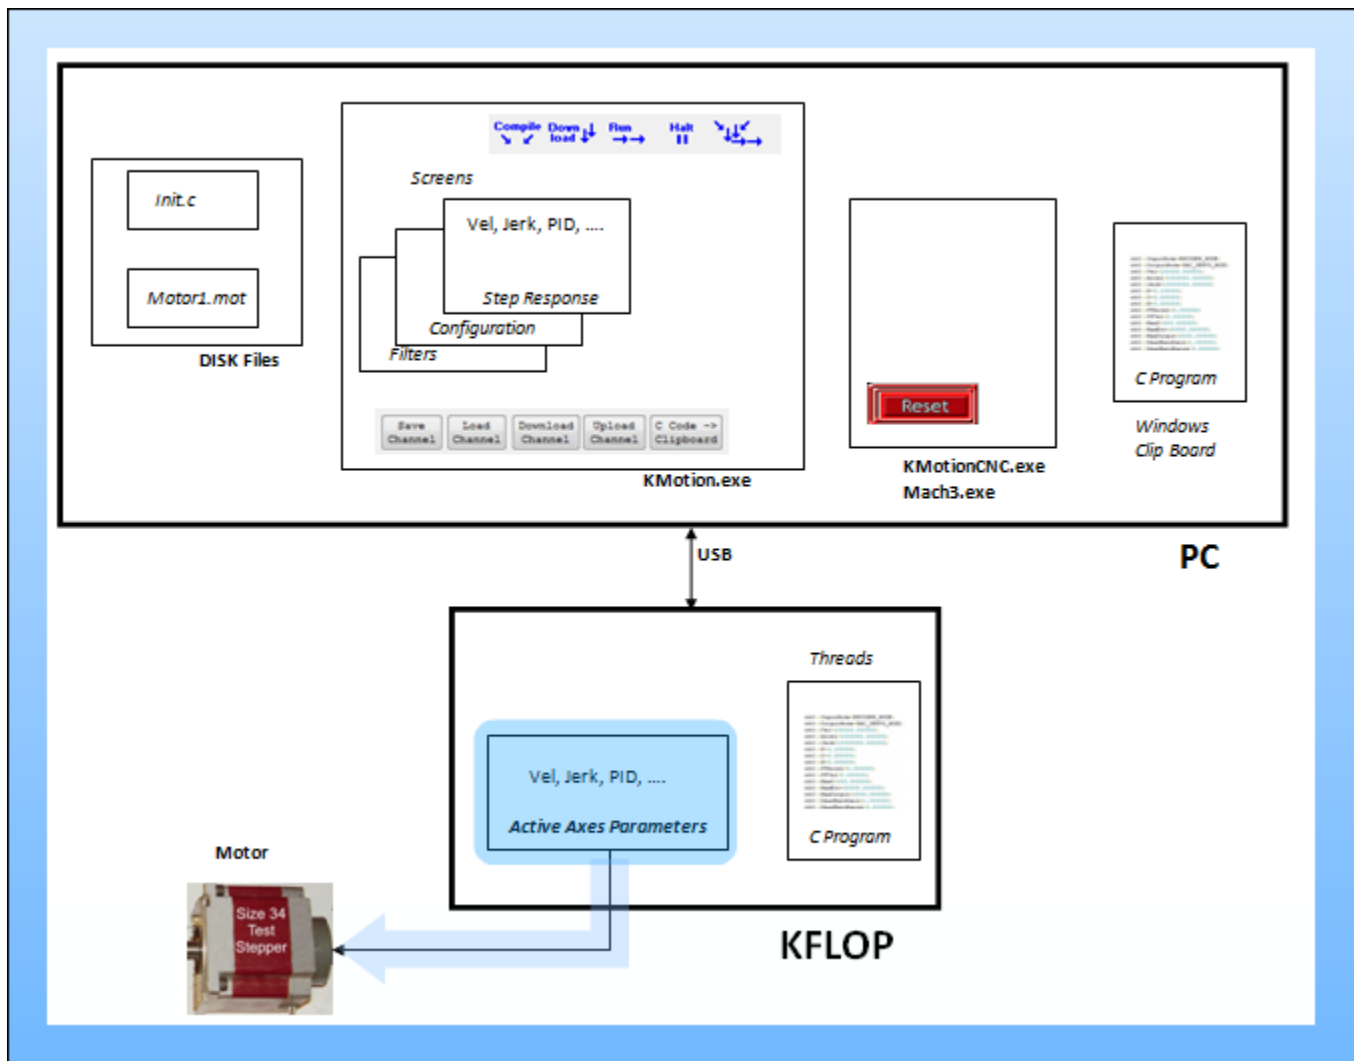 Compile
Down load
Run
Halt
Screens
Init.c
Motor1.mot
DISK Files
Vel, Jerk, PID, ....
Step Response
Configuration
Filters
Save Channel
Load Channel
Download Channel
Upload Channel
C Code -> Clipboard
KMotion.exe
Reset
KMotionCNC.exe
Mach3.exe
C Program
Windows
Clip Board
PC
USB
Threads
Vel, Jerk, PID, ....
Active Axes Parameters
C Program
KFLOP
Motor
Size 34
Test
Stepper